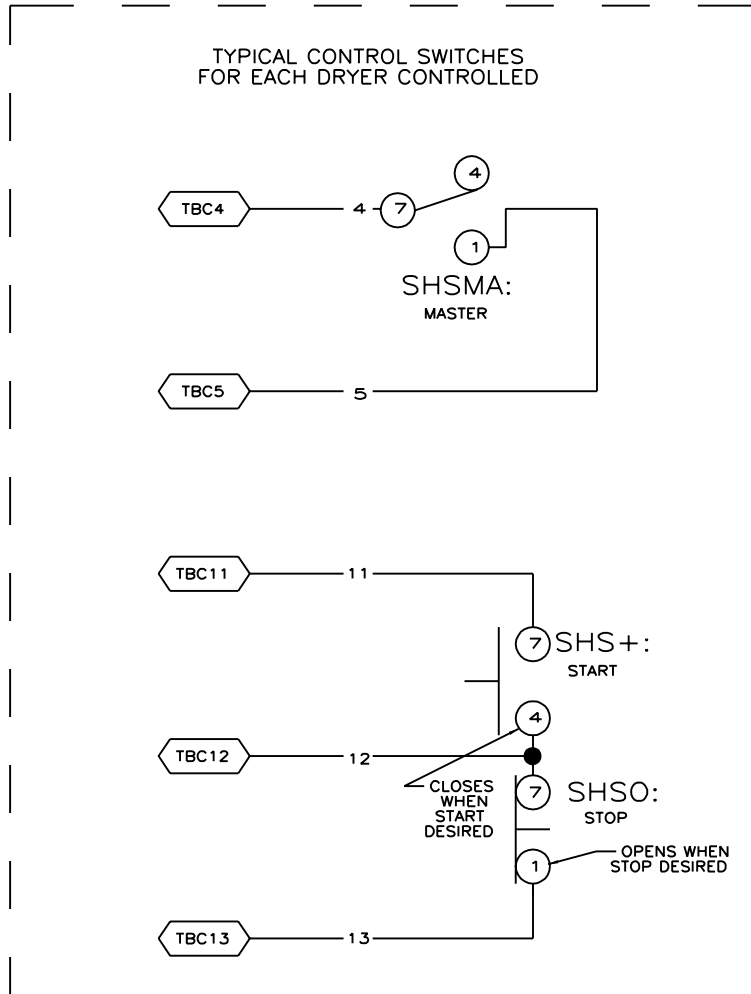 TYPICAL CONTROL SWITCHES
FOR EACH DRYER CONTROLLED
4
TBC4 4 7
1
SHSMA:
MASTER
TBC5 5
TBC11 11
7 SHS+:
START
4
TBC12 12
CLOSES
WHEN
START
DESIRED
7 SHSO:
STOP
1
OPENS WHEN
STOP DESIRED
TBC13 13